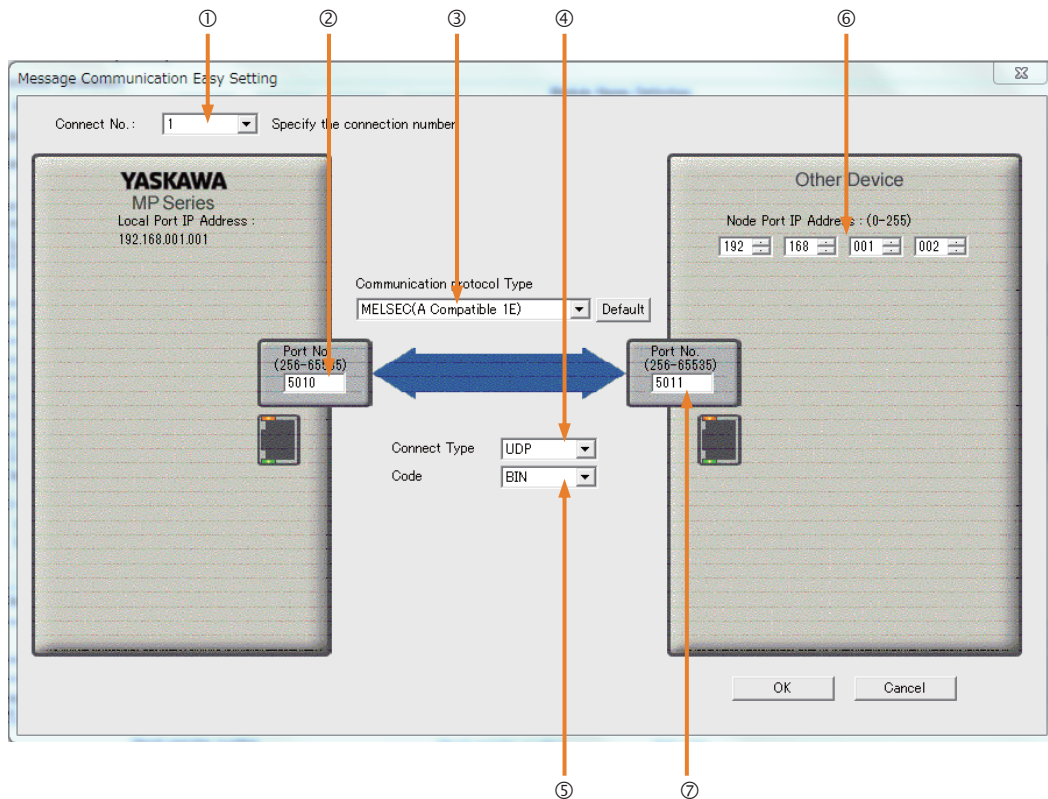 ① ② ③ ④ ⑥
Message Communication Easy Setting
Connect No. : 1 Specify the connection number
YASKAWA
MP Series
Local Port IP Address :
192.168.001.001
Other Device
Node Port IP Address : (0-255)
192 168 001 002
Communication protocol Type
MELSEC(A Compatible 1E) Default
Port No.
(256-65535)
5010
Port No.
(256-65535)
5011
Connect Type UDP
Code BIN
OK Cancel
⑤ ⑦